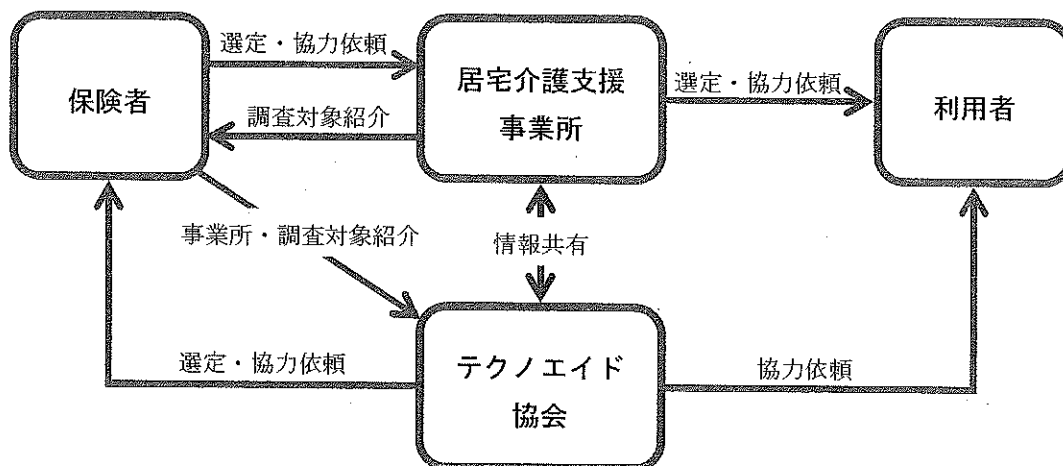 選定・協力依頼
保険者
居宅介護支援
事業所
選定・協力依頼
利用者
調査対象紹介
事業所・調査対象紹介
情報共有
選定・協力依頼
テクノエイド
協会
協力依頼